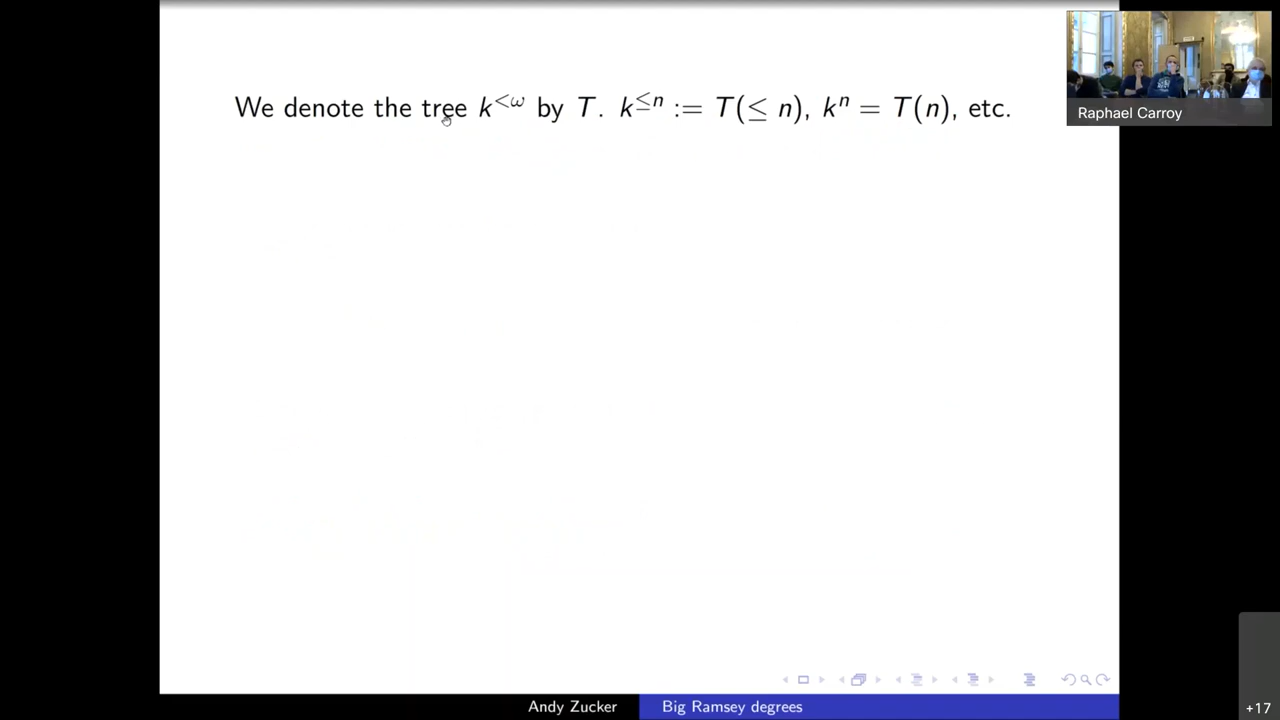 We denote the tree k^{<ω} by T. k^{≤n} := T(≤ n), k^n = T(n), etc.
Raphael Carroy
Andy Zucker
Big Ramsey degrees
+17